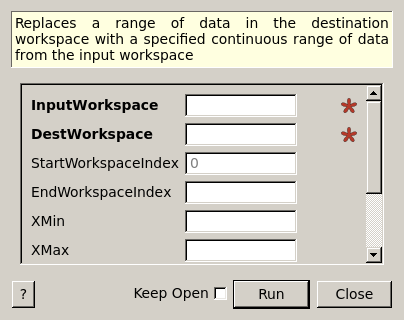 Replaces a range of data in the destination
workspace with a specified continuous range of data
from the input workspace
InputWorkspace *
DestWorkspace *
StartWorkspaceIndex 0
EndWorkspaceIndex
XMin
XMax
? Keep Open Run Close